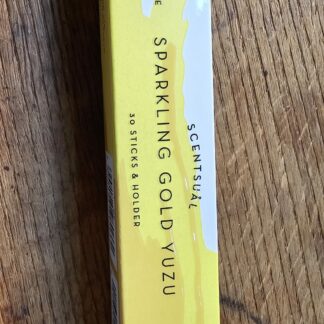 SCENTSUAL
SPARKLING GOLD YUZU
30 STICKS & HOLDER